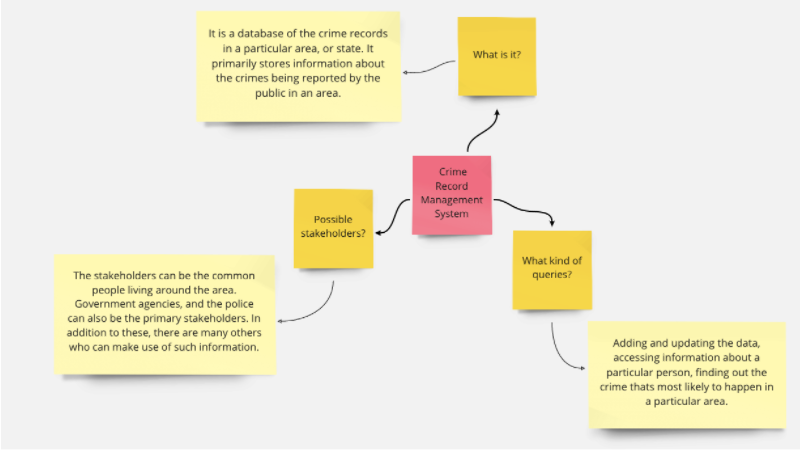 It is a database of the crime records
in a particular area, or state. It
primarily stores information about
the crimes being reported by the
public in an area.
What is it?
Crime
Record
Management
System
Possible
stakeholders?
What kind of
queries?
The stakeholders can be the common
people living around the area.
Government agencies, and the police
can also be the primary stakeholders. In
addition to these, there are many others
who can make use of such information.
Adding and updating the data,
accessing information about a
particular person, finding out the
crime thats most likely to happen in
a particular area.